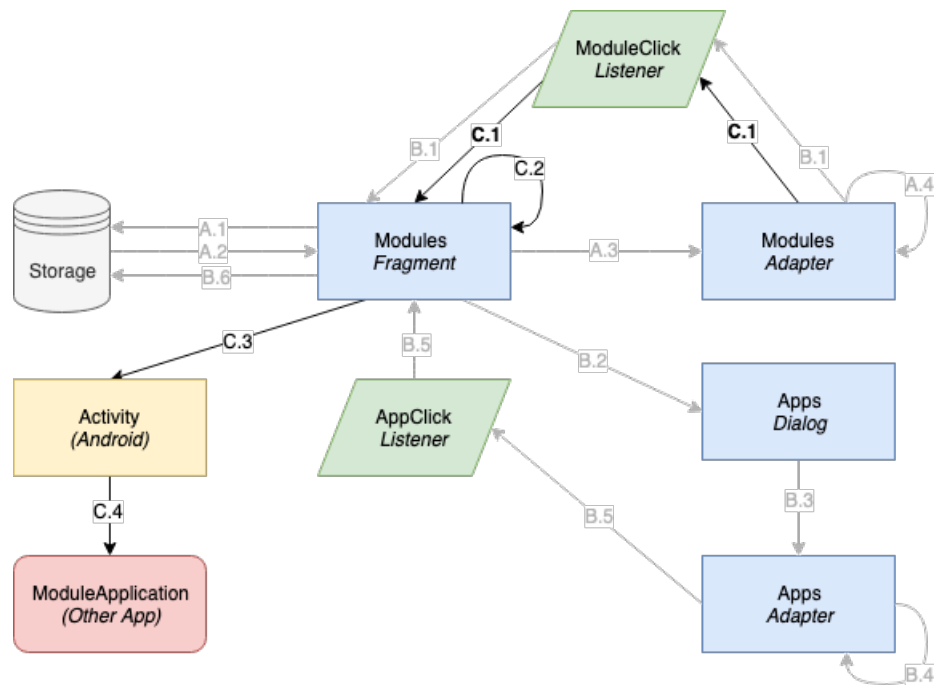 ModuleClick
Listener
B.1
C.1
C.1
B.1
C.2
A.4
A.1
A.2
B.6
Storage
Modules
Fragment
A.3
Modules
Adapter
C.3
B.5
B.2
Activity
(Android)
AppClick
Listener
Apps
Dialog
C.4
B.5
B.3
ModuleApplication
(Other App)
Apps
Adapter
B.4